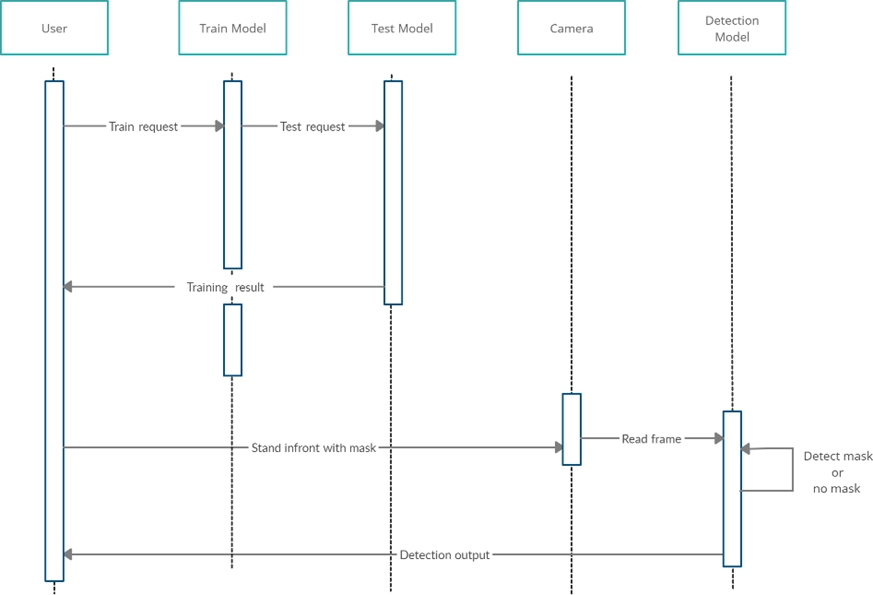 User
Train Model
Test Model
Camera
Detection
Model
Train request
Test request
Training result
Read frame
Stand infront with mask
Detect mask
or
no mask
Detection output